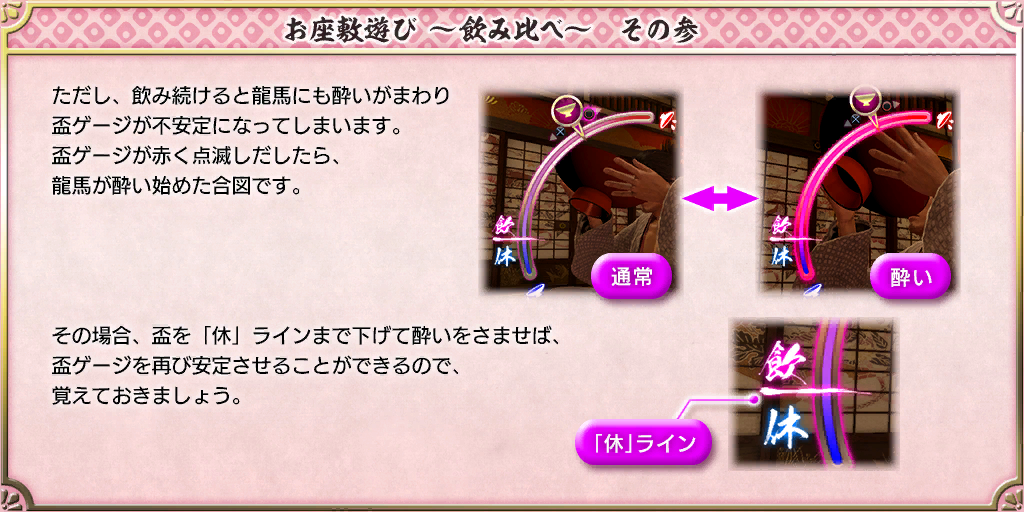 お座敷遊び ～飲み比べ～ その参
ただし、飲み続けると龍馬にも酔いがまわり
盃ゲージが不安定になってしまいます。
盃ゲージが赤く点滅しだしたら、
龍馬が酔い始めた合図です。
飲
休
通常
飲
休
酔い
その場合、盃を「休」ラインまで下げて酔いをさませば、
盃ゲージを再び安定させることができるので、
覚えておきましょう。
飲
休
「休」ライン